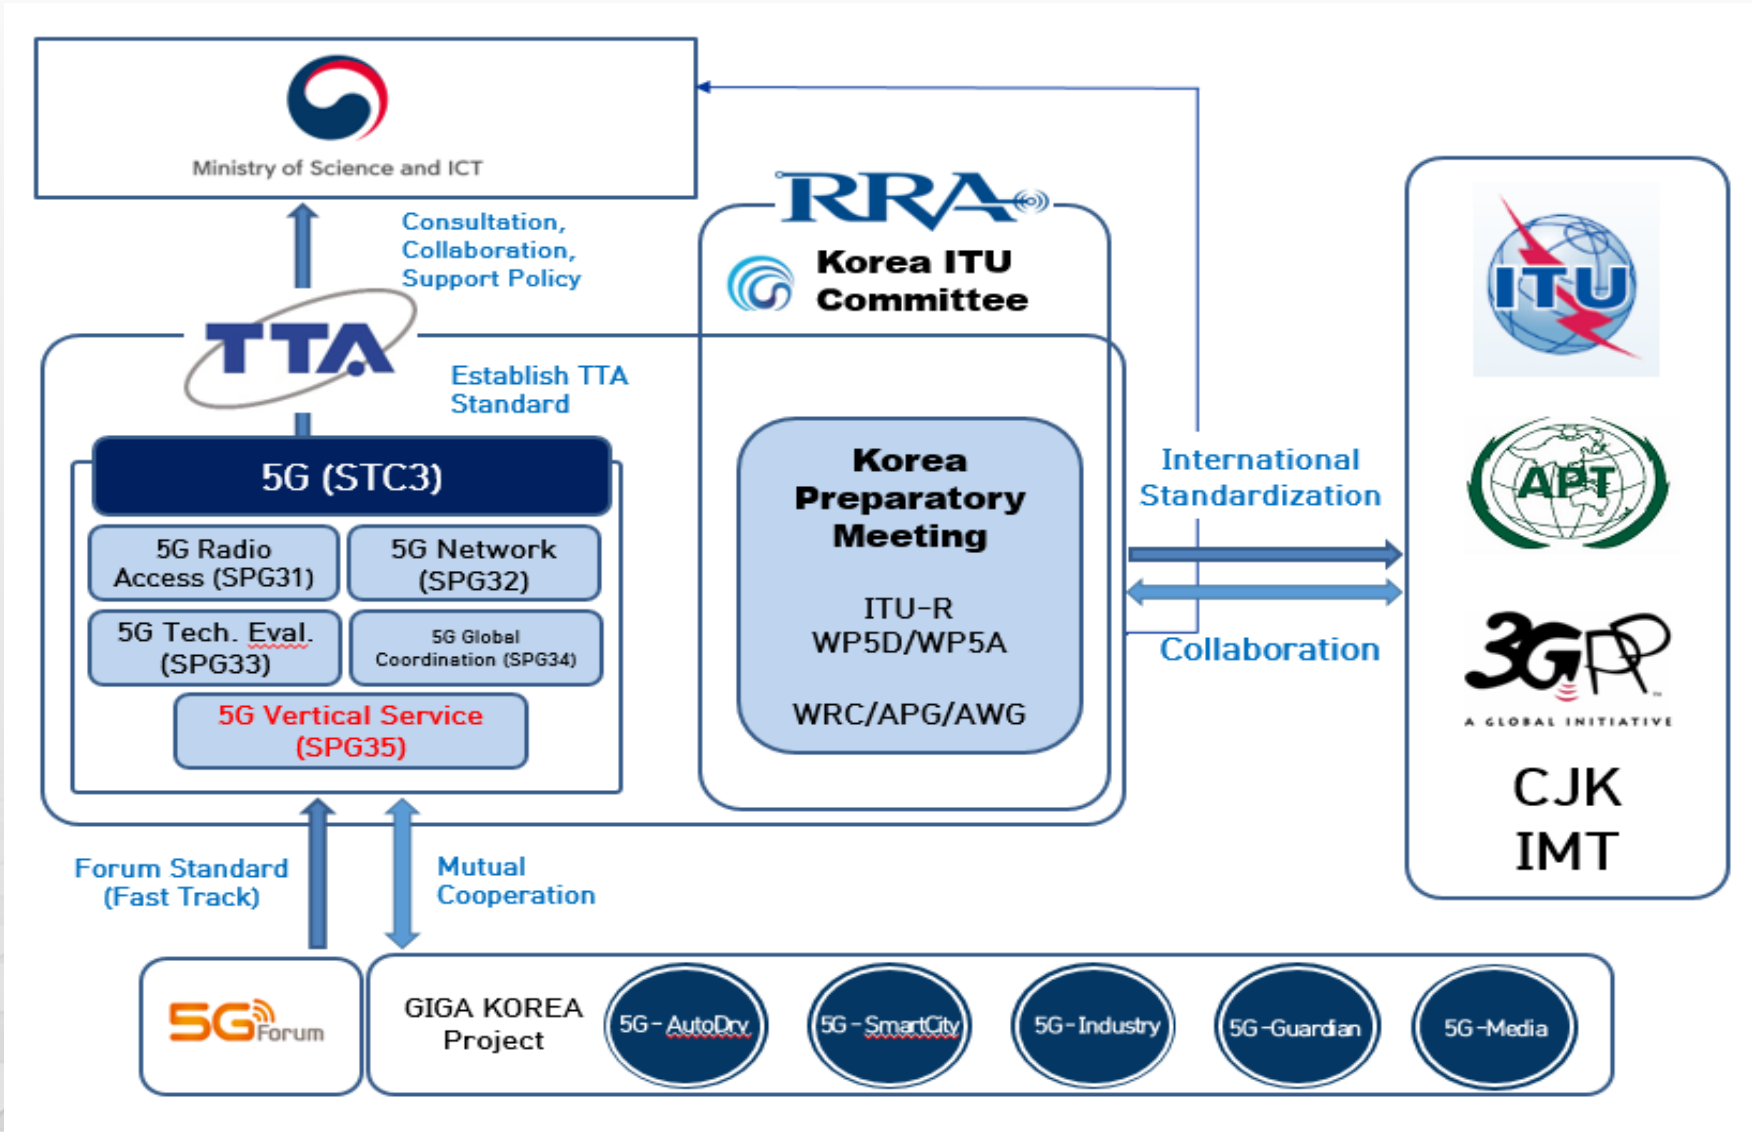 Ministry of Science and ICT
Consultation,
Collaboration,
Support Policy
RRA
Korea ITU
Committee
TTA
Establish TTA
Standard
5G (STC3)
5G Radio
Access (SPG31)
5G Network
(SPG32)
5G Tech. Eval.
(SPG33)
5G Global
Coordination (SPG34)
5G Vertical Service
(SPG35)
Korea
Preparatory
Meeting
ITU-R
WP5D/WP5A
WRC/APG/AWG
International
Standardization
Collaboration
ITU
APT
3GPP
A GLOBAL INITIATIVE
CJK
IMT
Forum Standard
(Fast Track)
Mutual
Cooperation
5G Forum
GIGA KOREA
Project
5G-AutoDrv
5G-SmartCity
5G-Industry
5G-Guardian
5G-Media